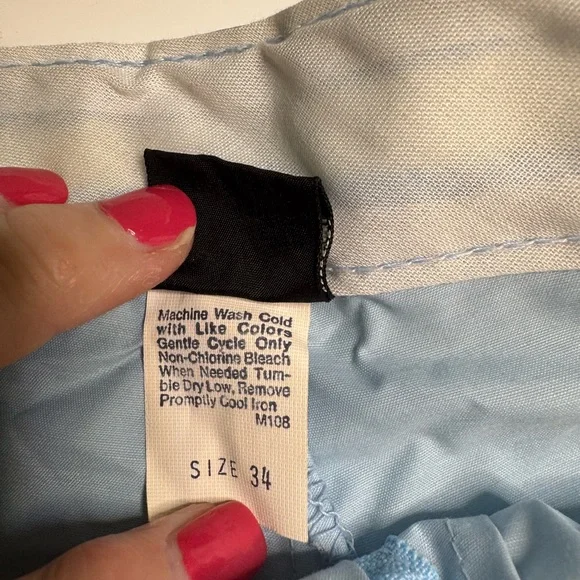 Machine Wash Cold
with Like Colors
Gentle Cycle Only
Non-Chlorine Bleach
When Needed Tum-
ble Dry Low, Remove
Promptly Cool Iron
M108
SIZE 34